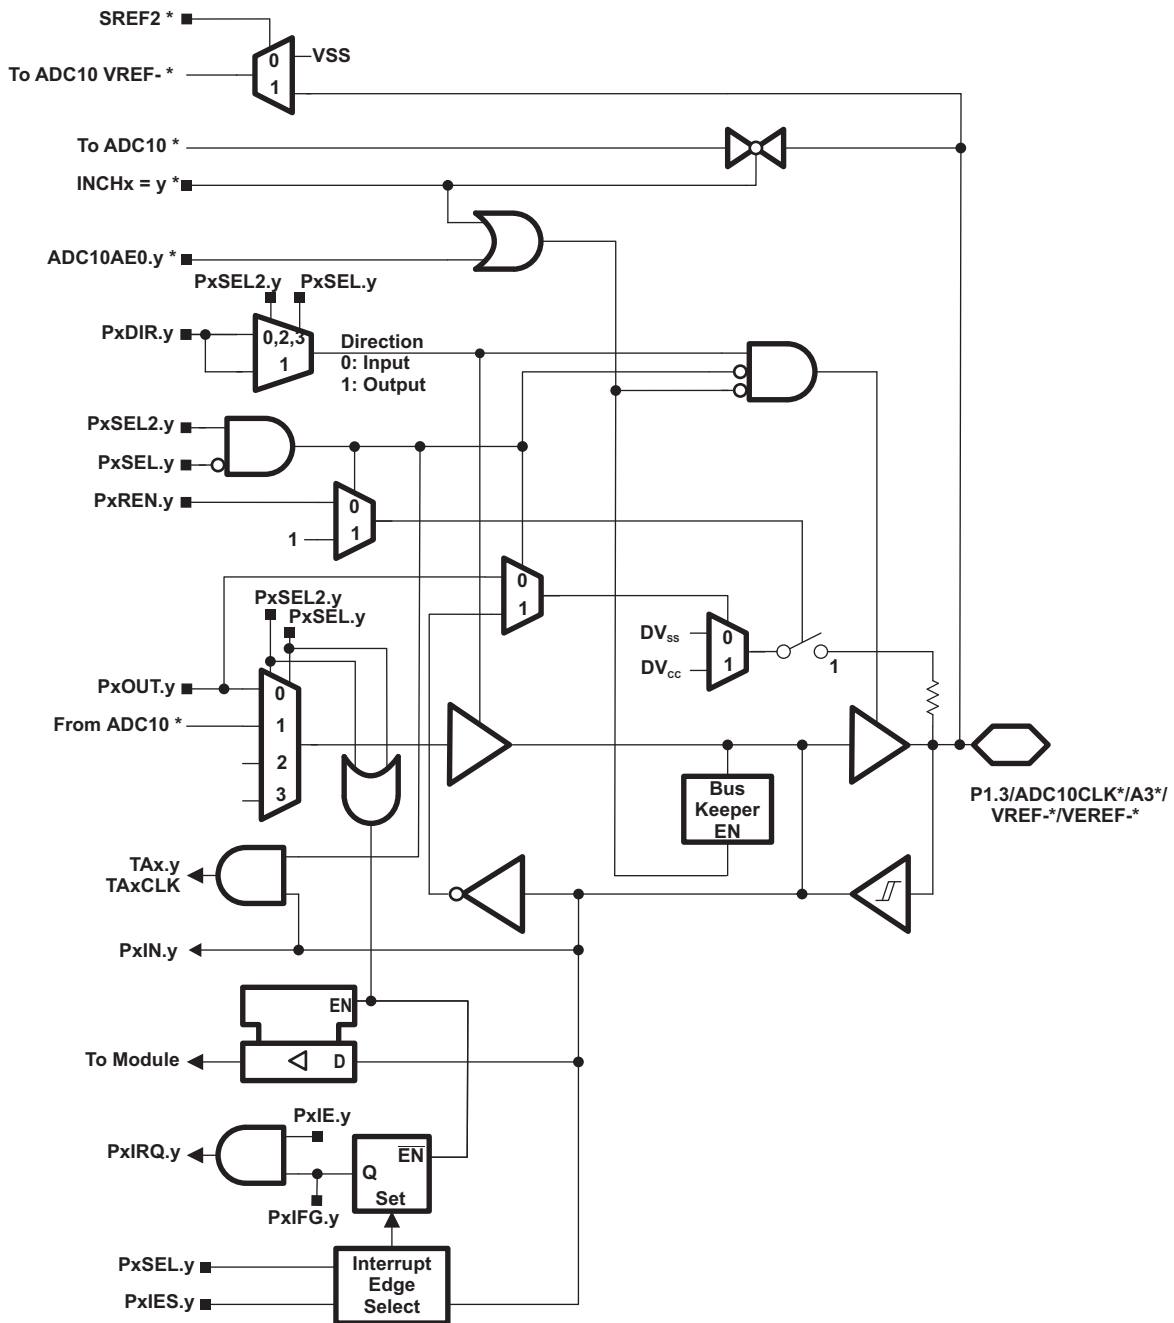 SREF2 *
0
VSS
To ADC10 VREF- *
1
To ADC10 *
INCHx = y *
ADC10AE0.y *
PxSEL2.y PxSEL.y
PxDIR.y
0,2,3
1
Direction
0: Input
1: Output
PxSEL2.y
PxSEL.y
PxREN.y
0
1
1
0
1
PxSEL2.y
PxSEL.y
DVSS
0
DVCC
1
1
PxOUT.y
0
From ADC10 *
1
2
3
Bus
Keeper
EN
P1.3/ADC10CLK*/A3*/
VREF-*/VEREF-*
TAx.y
TAxCLK
PxIN.y
EN
To Module
D
PxIE.y
PxIRQ.y
EN
Q
Set
PxIFG.y
PxSEL.y
PxIES.y
Interrupt
Edge
Select